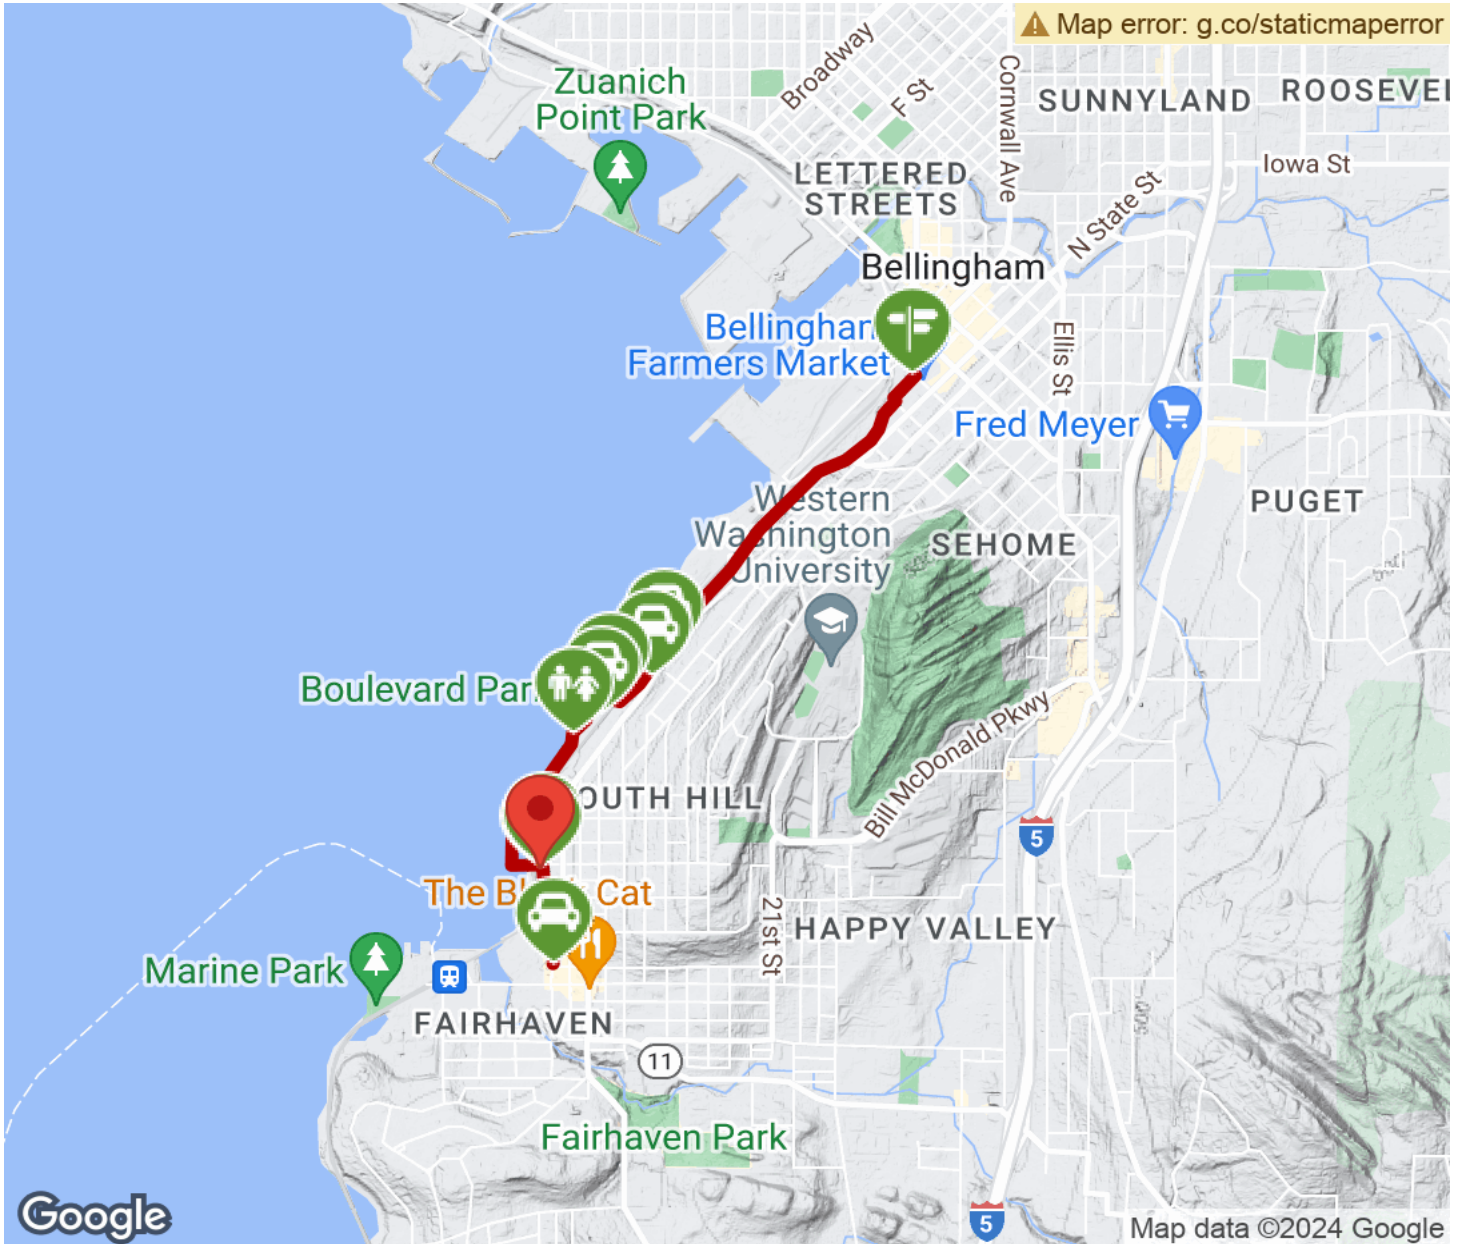 Map error: g.co/staticmaperror
Zuanich
Point Park
Broadway
F St
Cornwall Ave
SUNNYLAND
ROOSEVEL
Iowa St
LETTERED
STREETS
N State St
Bellingham
Bellingham
Farmers Market
Ellis St
Fred Meyer
Western
Washington
University
PUGET
SEHOME
Boulevard Par
Bill McDonald Pkwy
OUTH HILL
5
The Bl Cat
21st St
HAPPY VALLEY
Marine Park
FAIRHAVEN
11
Fairhaven Park
5
Google
Map data ©2024 Google